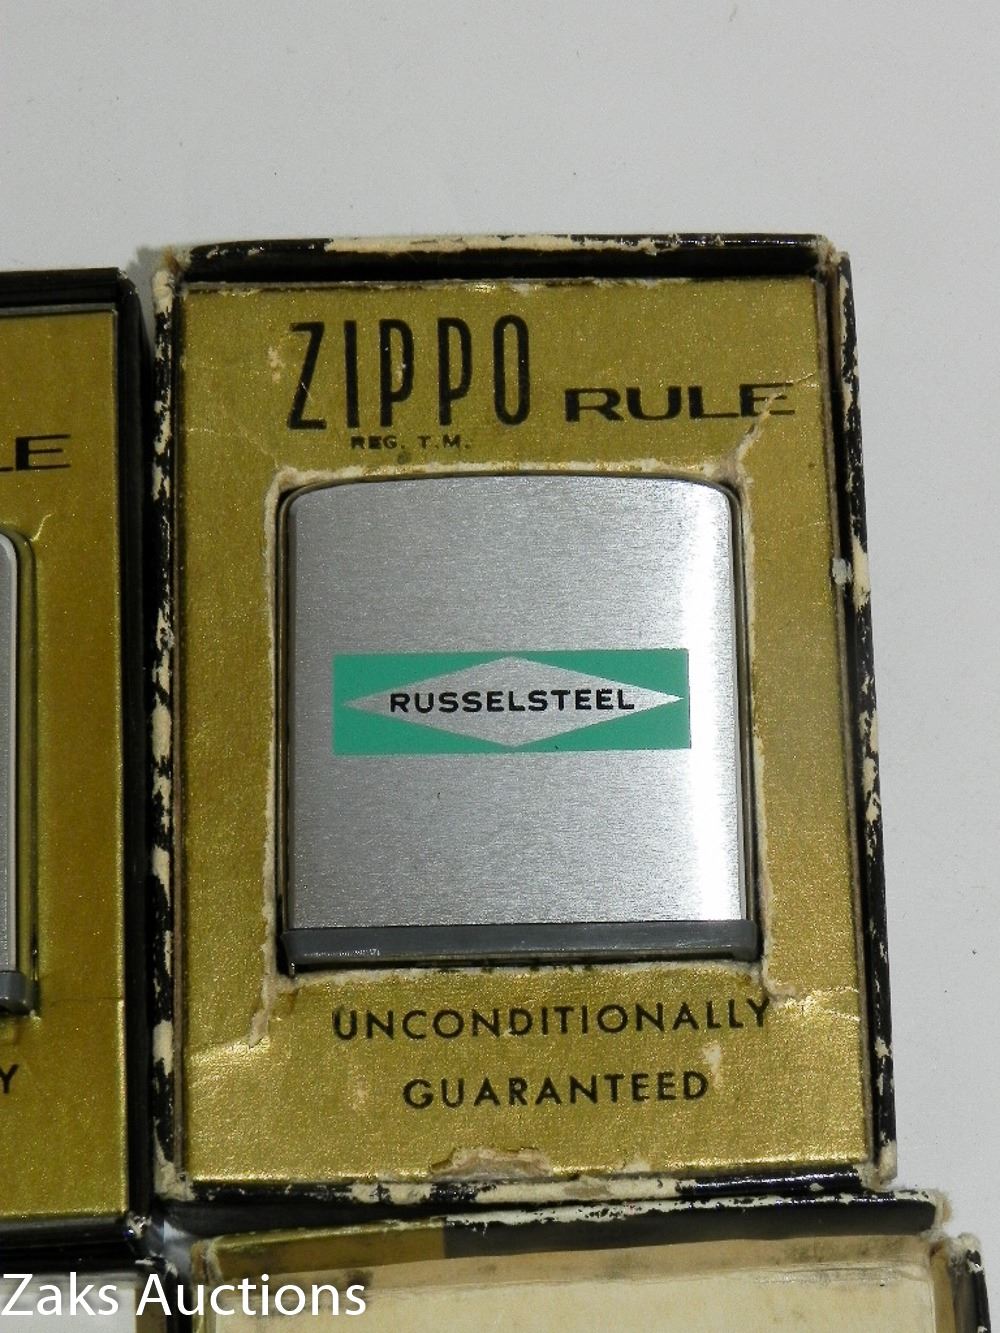 ZIPPO RULE
REG. T.M.
RUSSELSTEEL
UNCONDITIONALLY
GUARANTEED
LE
Y
Zaks Auctions